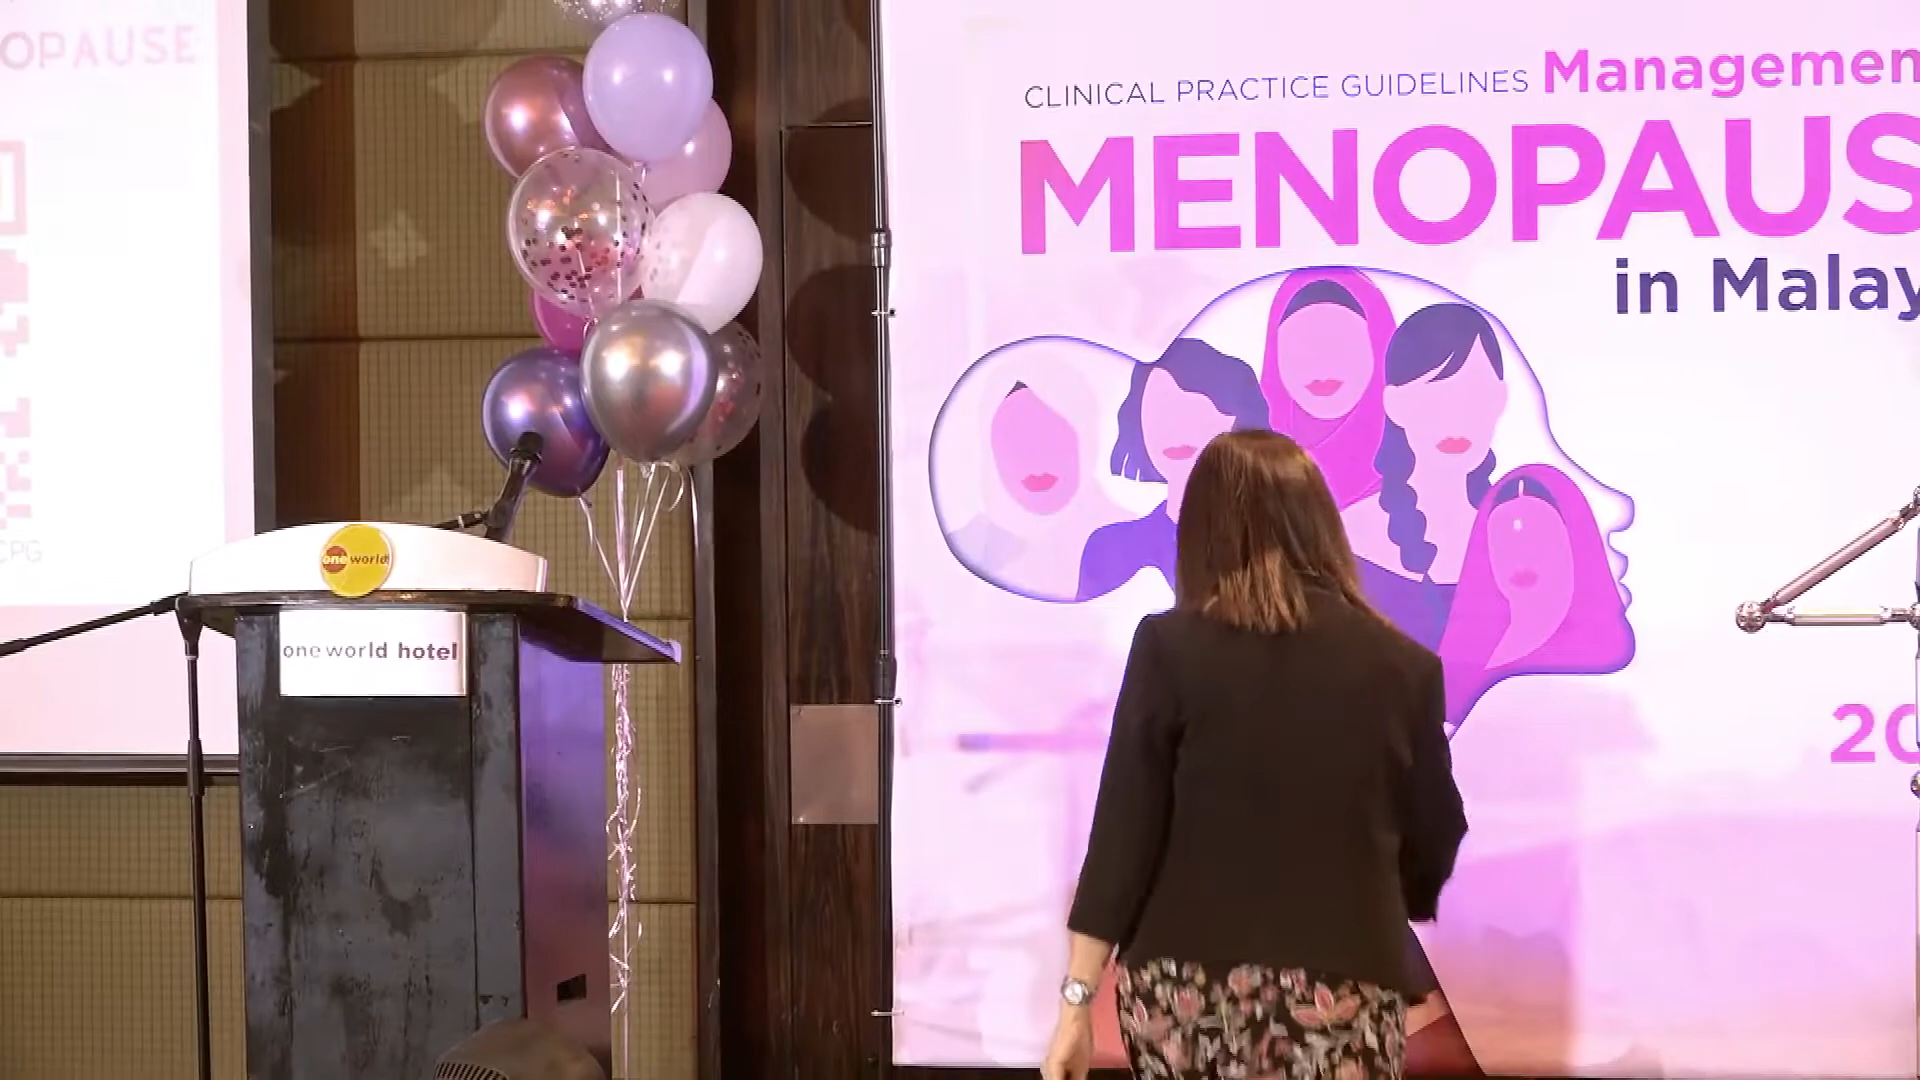 OPAUSE
CPG
one world
one world hotel
CLINICAL PRACTICE GUIDELINES Managemen
MENOPAUS
in Malay
20